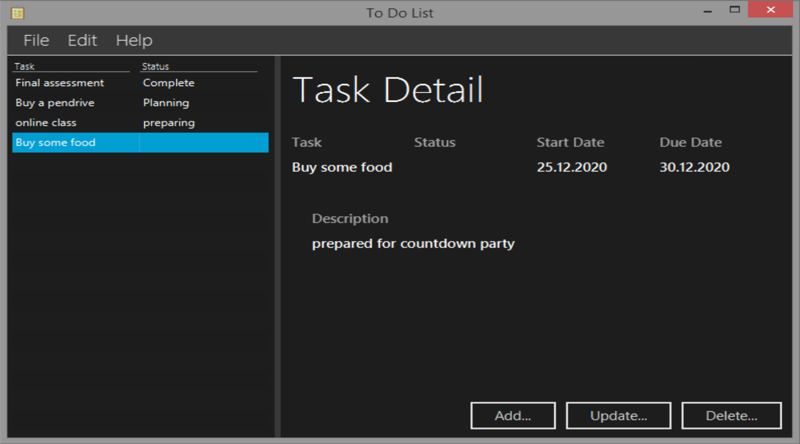 To Do List
File Edit Help
Task Status
Final assessment Complete
Buy a pendrive Planning
online class preparing
Buy some food
Task Detail
Task Status Start Date Due Date
Buy some food 25.12.2020 30.12.2020
Description
prepared for countdown party
Add... Update... Delete...